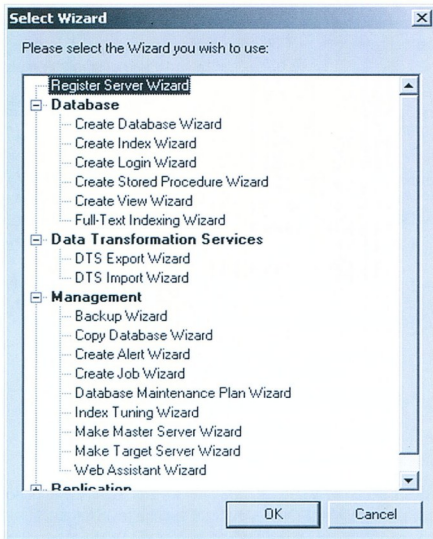 Select Wizard
Please select the Wizard you wish to use:
Register Server Wizard
Database
Create Database Wizard
Create Index Wizard
Create Login Wizard
Create Stored Procedure Wizard
Create View Wizard
Full-Text Indexing Wizard
Data Transformation Services
DTS Export Wizard
DTS Import Wizard
Management
Backup Wizard
Copy Database Wizard
Create Alert Wizard
Create Job Wizard
Database Maintenance Plan Wizard
Index Tuning Wizard
Make Master Server Wizard
Make Target Server Wizard
Web Assistant Wizard
Replication
OK Cancel